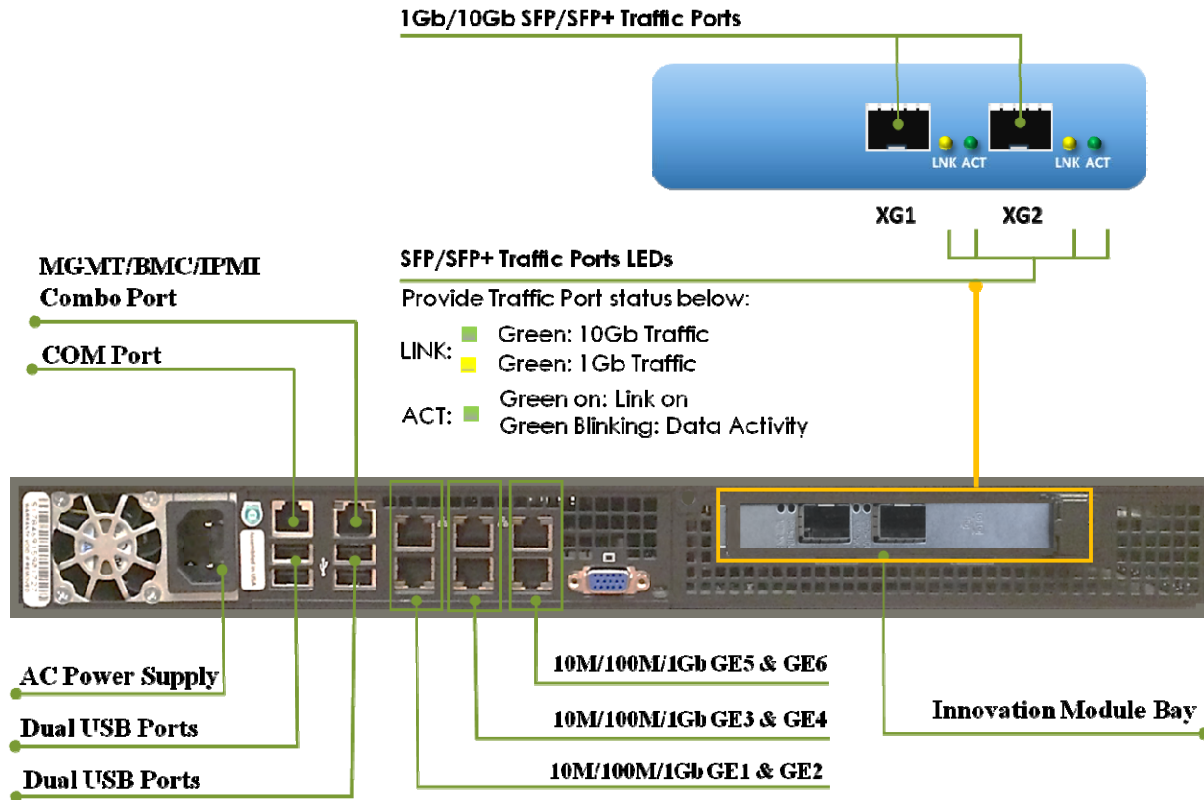 1Gb/10Gb SFP/SFP+ Traffic Ports
LNK ACT
LNK ACT
XG1
XG2
MGMT/BMC/IPMI
Combo Port
COM Port
SFP/SFP+ Traffic Ports LEDs
Provide Traffic Port status below:
LINK:
Green: 10Gb Traffic
Green: 1Gb Traffic
ACT:
Green on: Link on
Green Blinking: Data Activity
AC Power Supply
Dual USB Ports
Dual USB Ports
10M/100M/1Gb GE5 & GE6
10M/100M/1Gb GE3 & GE4
10M/100M/1Gb GE1 & GE2
Innovation Module Bay